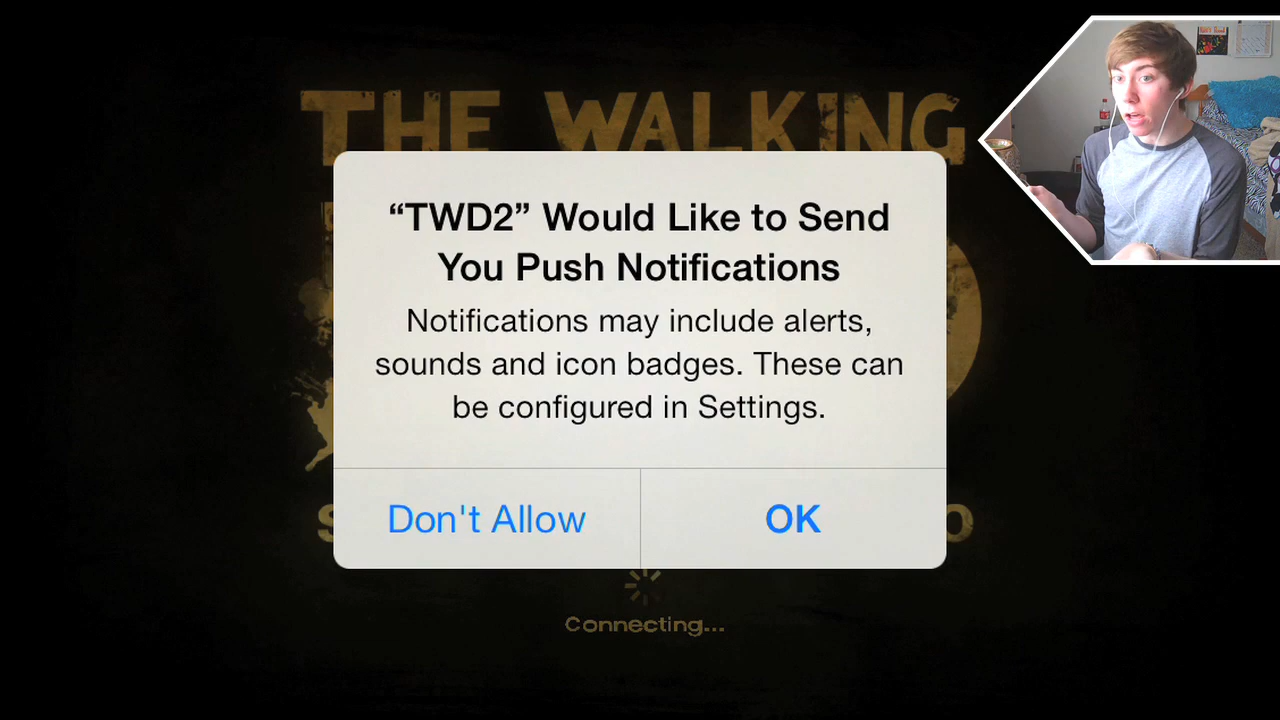 THE WALKING
“TWD2” Would Like to Send
You Push Notifications
Notifications may include alerts,
sounds and icon badges. These can
be configured in Settings.
Don't Allow
OK
Connecting...